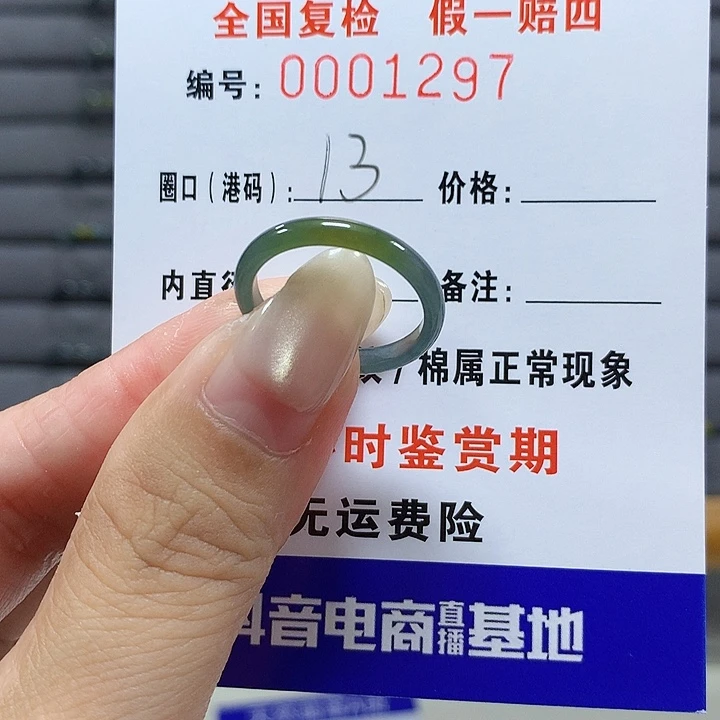 全国复检 假一赔四
编号: 0001297
圈口(港码): 13 价格:
内直 备注:
/棉属正常现象
时鉴赏期
无运费险
抖音电商直播基地